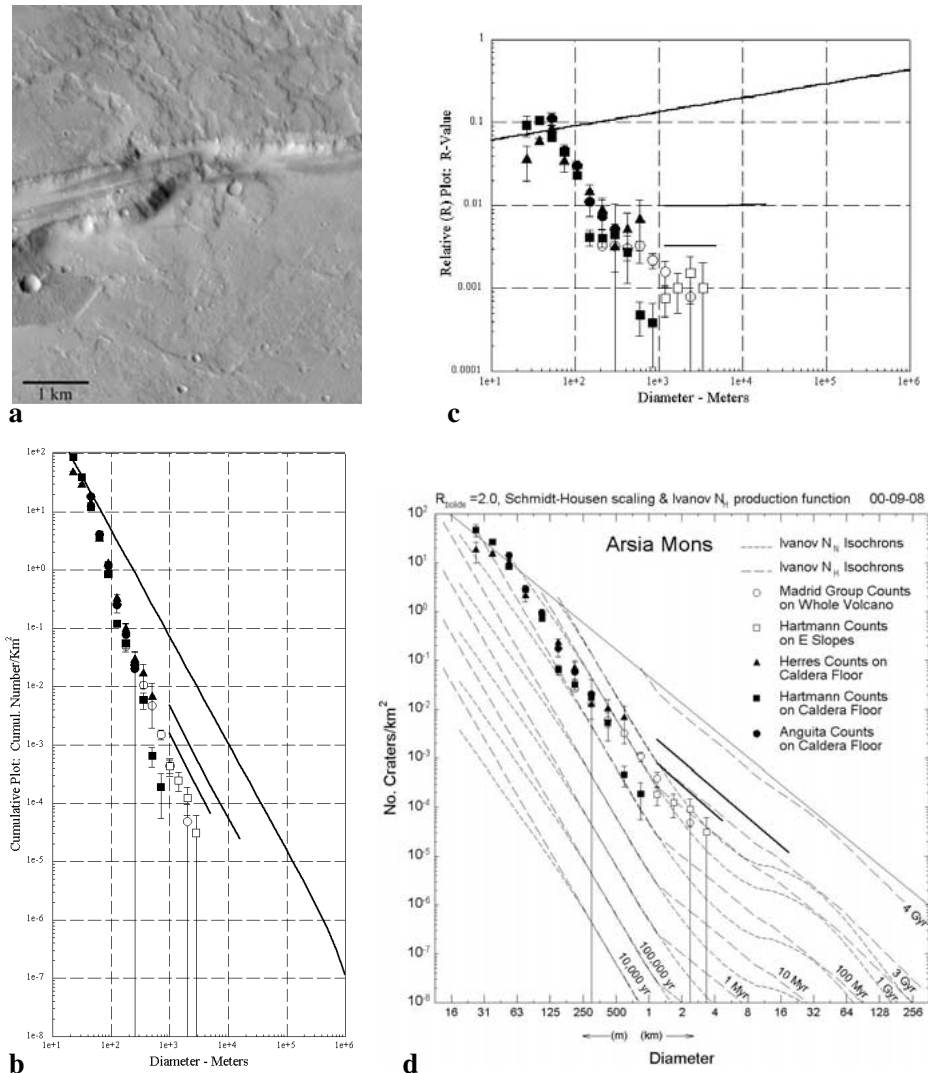 1 km
a
Relative (R) Plot: R-Value
1
0.1
0.01
0.001
0.0001
1e+1 1e+2 1e+3 1e+4 1e+5 1e+6
Diameter - Meters
c
Cumulative Plot: Cumul. Number/Km²
1e+2
1e+1
1e+0
1e-1
1e-2
1e-3
1e-4
1e-5
1e-6
1e-7
1e-8
1e+1 1e+2 1e+3 1e+4 1e+5 1e+6
Diameter - Meters
b
R bolide =2.0, Schmidt-Housen scaling & Ivanov N_H production function 00-09-08
Arsia Mons
Ivanov N_N Isochrons
Ivanov N_H Isochrons
Madrid Group Counts
on Whole Volcano
Hartmann Counts
on E Slopes
Herres Counts on
Caldera Floor
Hartmann Counts
on Caldera Floor
Anguita Counts
on Caldera Floor
No. Craters/km²
10²
10¹
10⁰
10⁻¹
10⁻²
10⁻³
10⁻⁴
10⁻⁵
10⁻⁶
10⁻⁷
10⁻⁸
10,000 yr.
100,000 yr.
1 Myr
10 Myr
100 Myr
1 Gyr
3 Gyr
4 Gyr
16 31 63 125 250 500 1 2 4 8 16 32 64 128 256
(m) (km)
Diameter
d